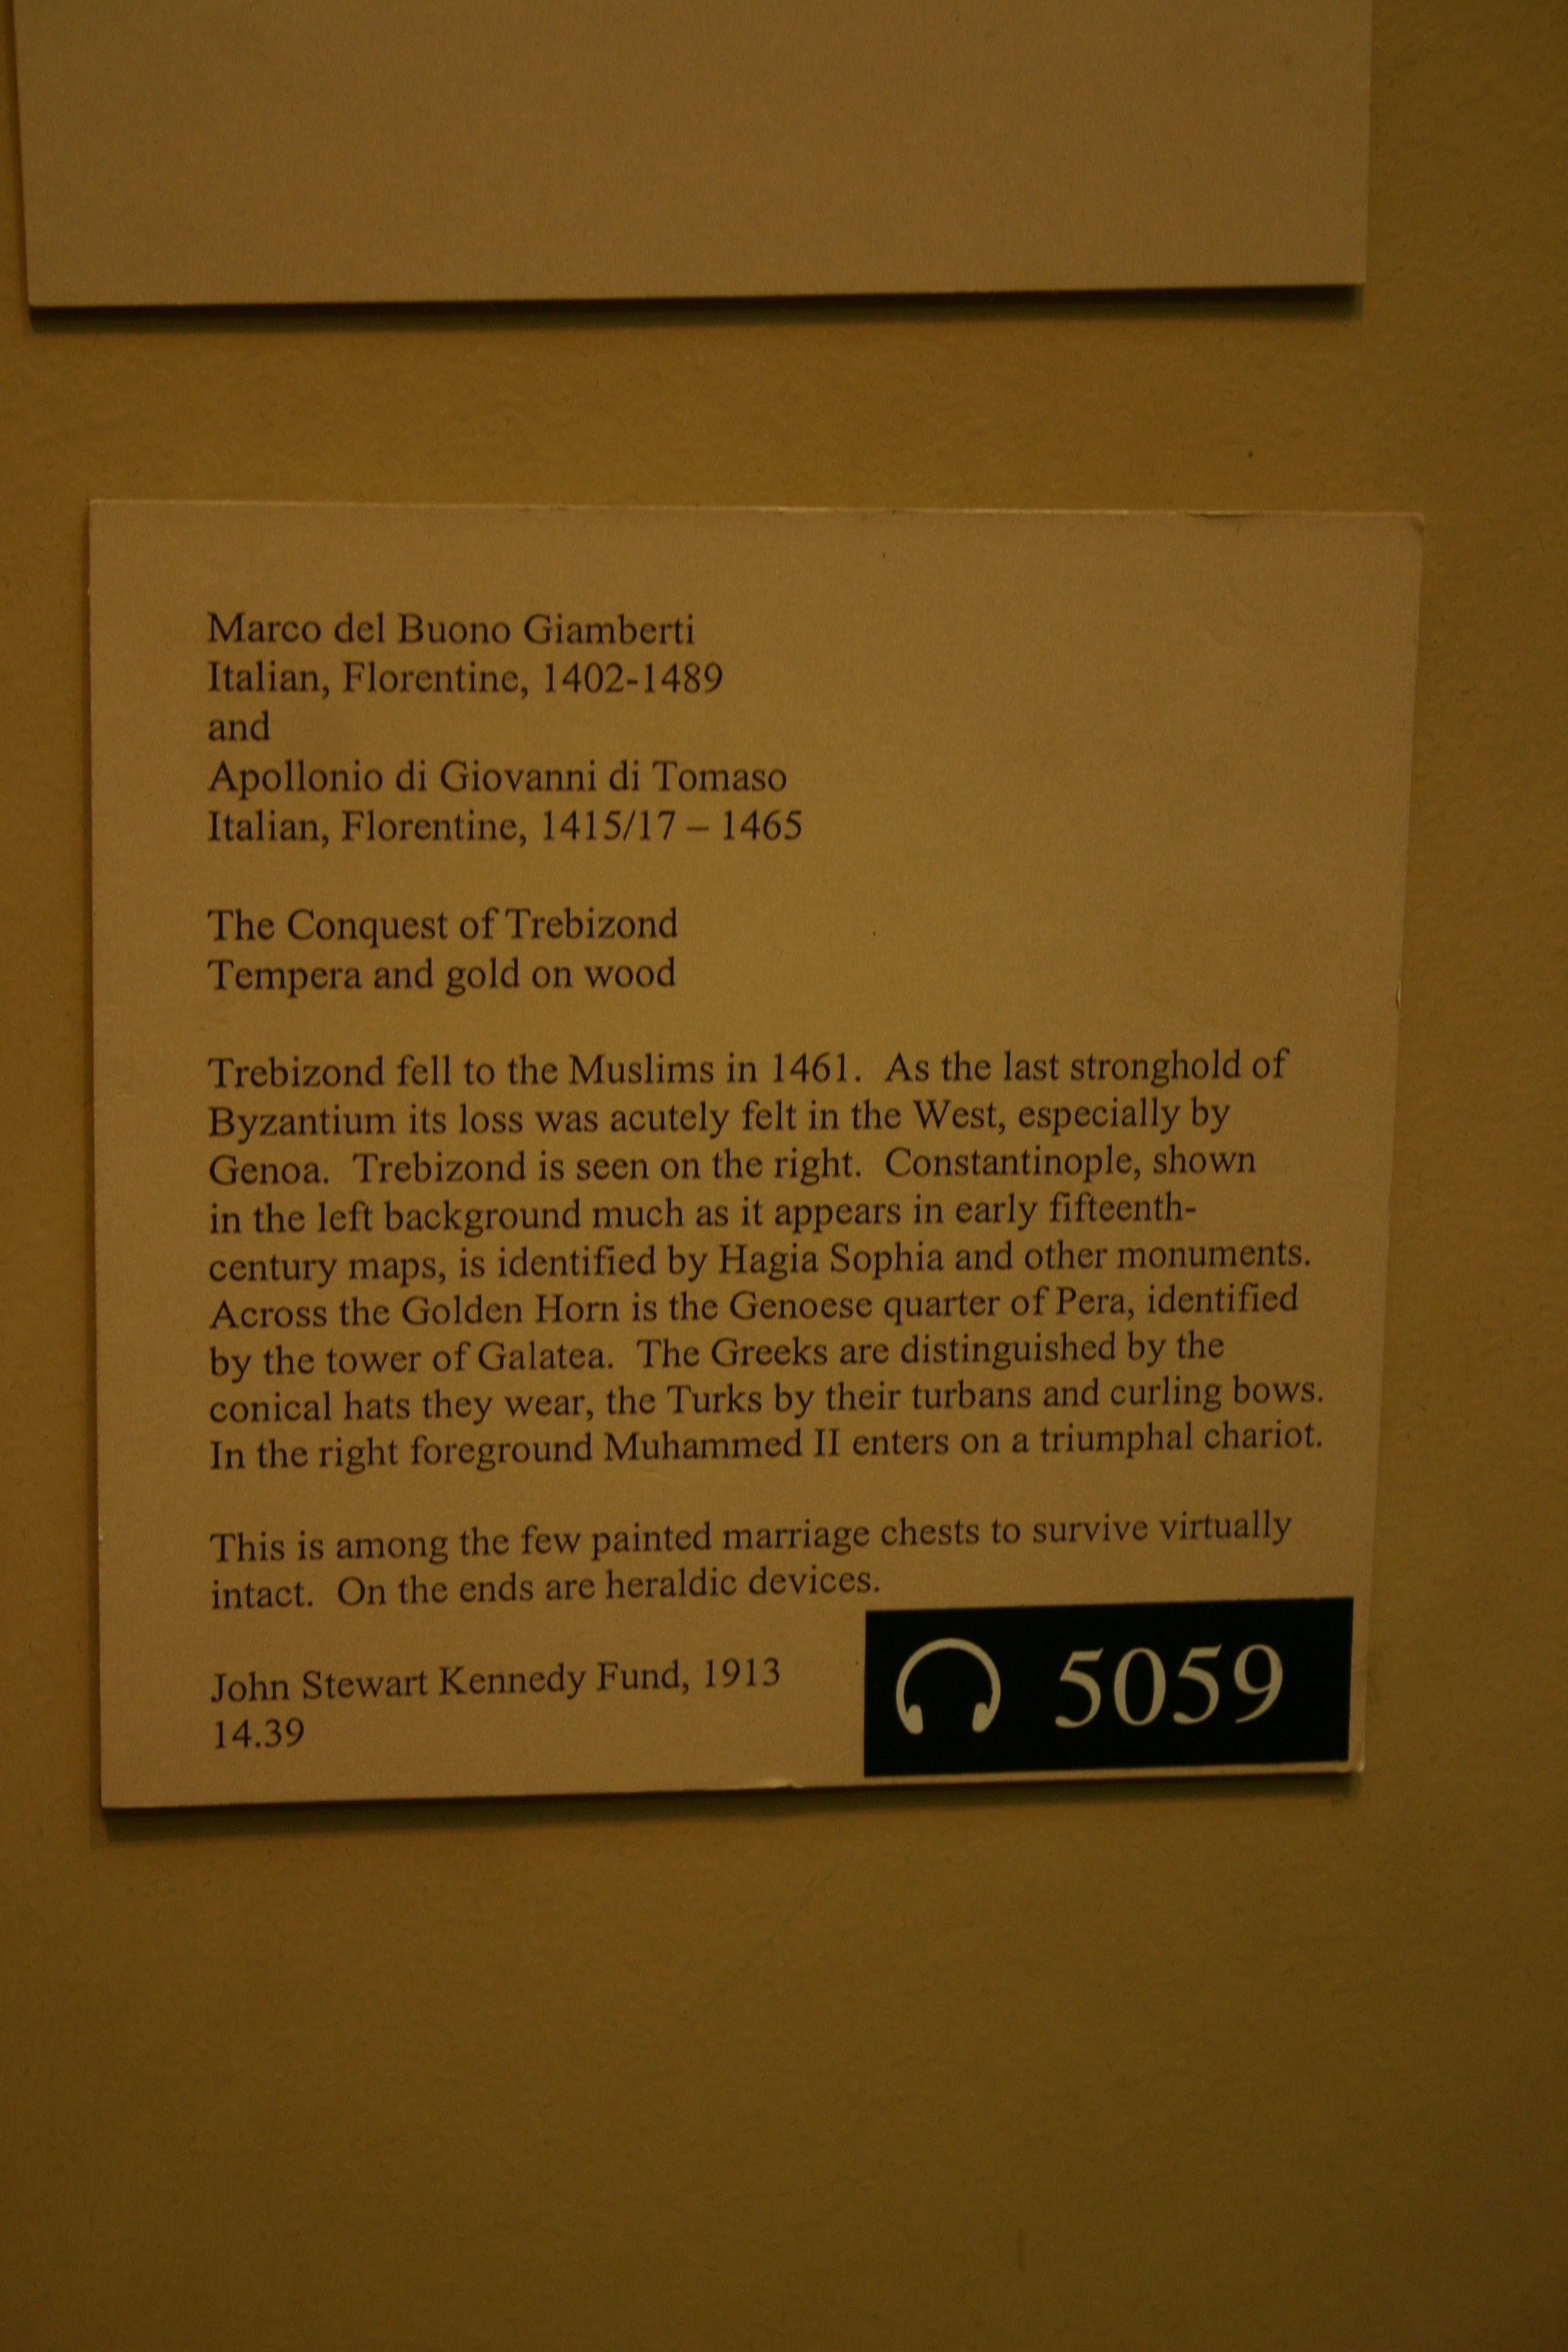 Marco del Buono Giamberti
Italian, Florentine, 1402-1489
and
Apollonio di Giovanni di Tomaso
Italian, Florentine, 1415/17 – 1465
The Conquest of Trebizond
Tempera and gold on wood
Trebizond fell to the Muslims in 1461. As the last stronghold of
Byzantium its loss was acutely felt in the West, especially by
Genoa. Trebizond is seen on the right. Constantinople, shown
in the left background much as it appears in early fifteenth-
century maps, is identified by Hagia Sophia and other monuments.
Across the Golden Horn is the Genoese quarter of Pera, identified
by the tower of Galatea. The Greeks are distinguished by the
conical hats they wear, the Turks by their turbans and curling bows.
In the right foreground Muhammed II enters on a triumphal chariot.
This is among the few painted marriage chests to survive virtually
intact. On the ends are heraldic devices.
John Stewart Kennedy Fund, 1913
14.39
5059